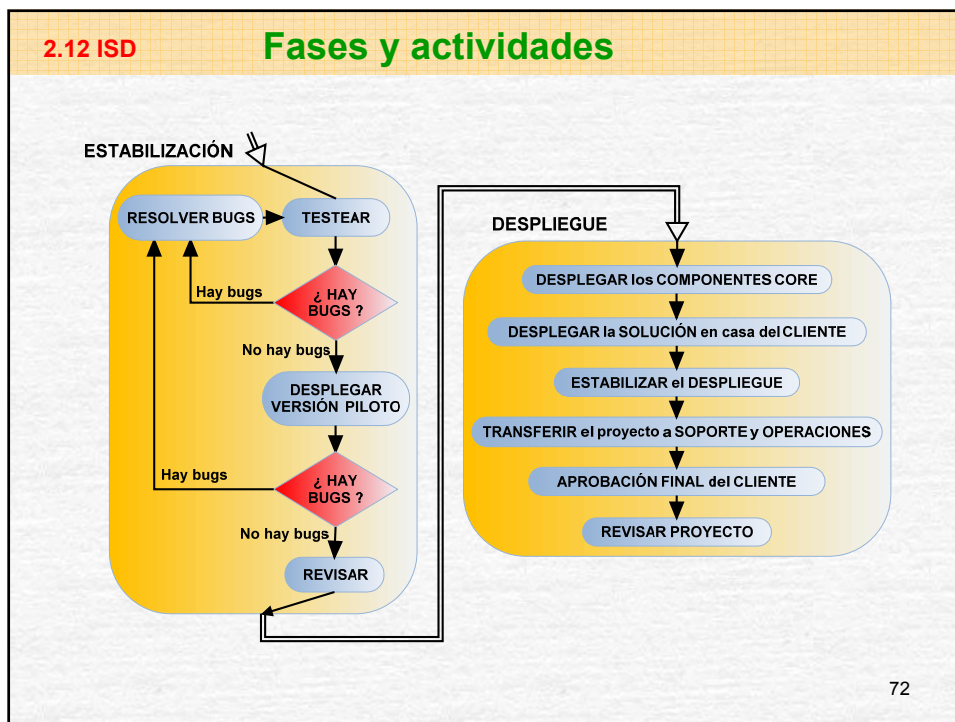 2.12 ISD
Fases y actividades
ESTABILIZACIÓN
RESOLVER BUGS
TESTEAR
Hay bugs
¿ HAY
BUGS ?
No hay bugs
DESPLEGAR
VERSIÓN PILOTO
Hay bugs
¿ HAY
BUGS ?
No hay bugs
REVISAR
DESPLIEGUE
DESPLEGAR los COMPONENTES CORE
DESPLEGAR la SOLUCIÓN en casa del CLIENTE
ESTABILIZAR el DESPLIEGUE
TRANSFERIR el proyecto a SOPORTE y OPERACIONES
APROBACIÓN FINAL del CLIENTE
REVISAR PROYECTO
72